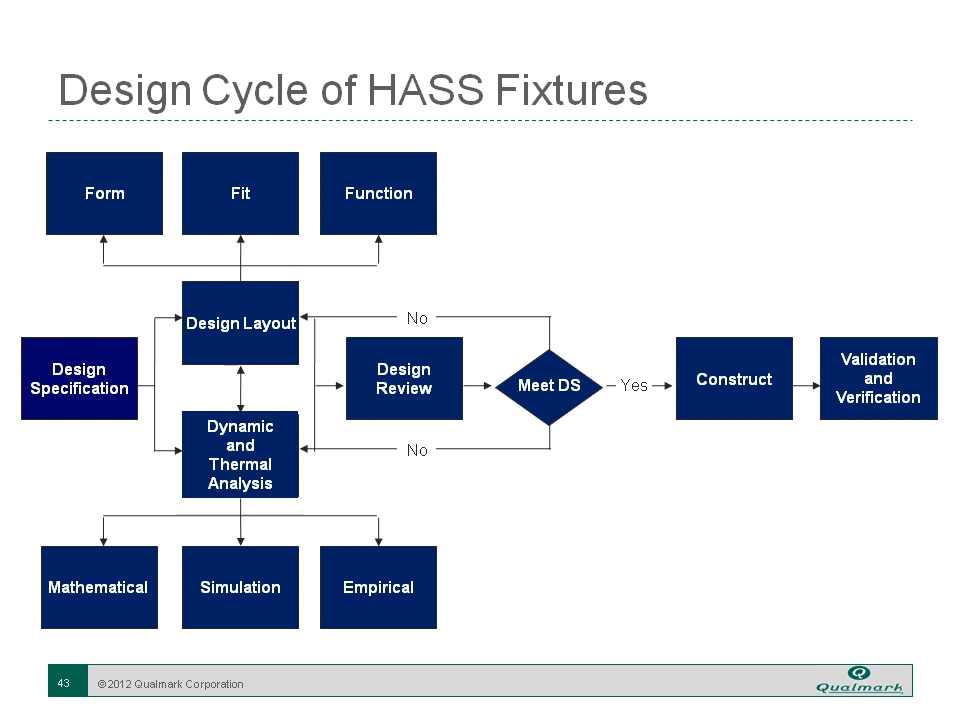 Design Cycle of HASS Fixtures
Form
Fit
Function
Design Layout
Design
Specification
Dynamic
and
Thermal
Analysis
No
Design
Review
Meet DS
No
Yes
Construct
Validation
and
Verification
Mathematical
Simulation
Empirical
43
©2012 Qualmark Corporation
Q
Qualmark